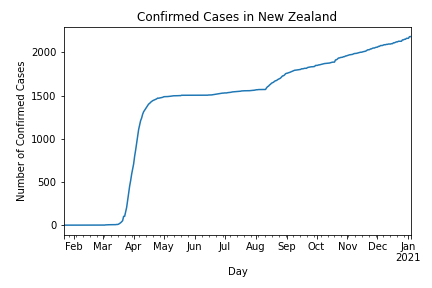 Confirmed Cases in New Zealand
Number of Confirmed Cases
2000
1500
1000
500
0
Feb Mar Apr May Jun Jul Aug Sep Oct Nov Dec Jan
2021
Day